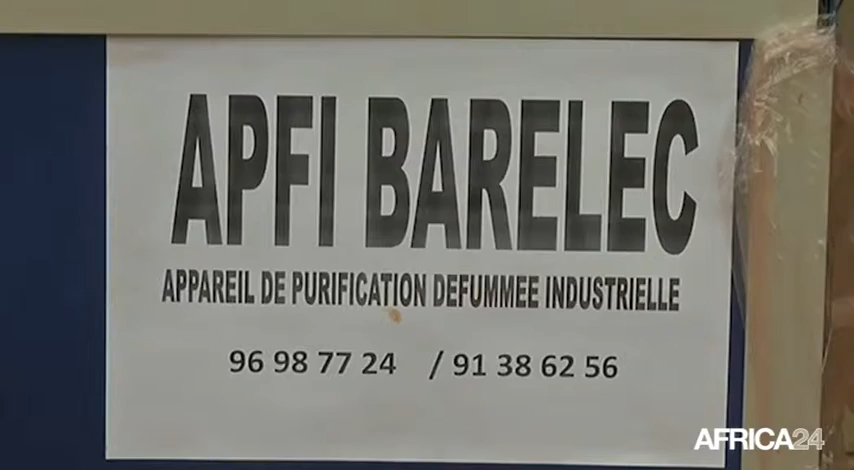 APFI BARELEC
APPAREIL DE PURIFICATION DEFUMMEE INDUSTRIELLE
96 98 77 24 / 91 38 62 56
AFRICA24